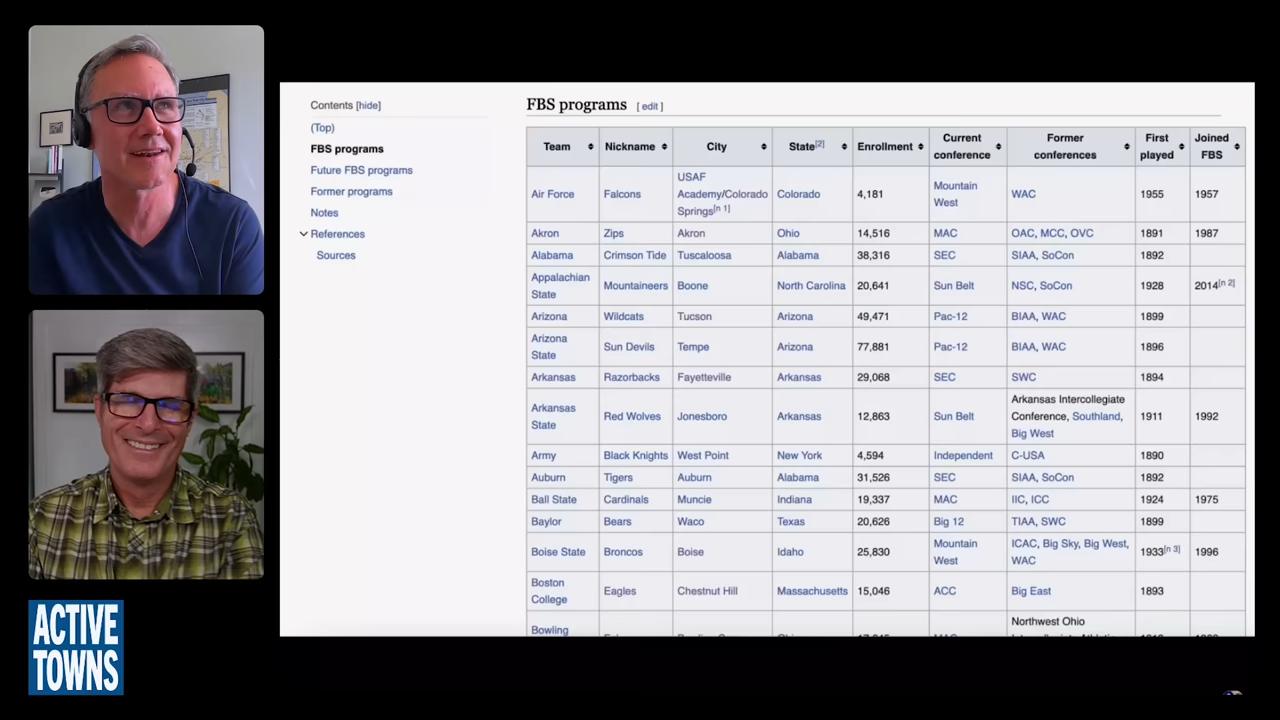 Contents [hide]
(Top)
FBS programs
Future FBS programs
Former programs
Notes
References
Sources
FBS programs [ edit ]
Team Nickname City State[2] Enrollment Current conference Former conferences First played Joined FBS
Air Force Falcons USAF Academy/Colorado Springs[n 1] Colorado 4,181 Mountain West WAC 1955 1957
Akron Zips Akron Ohio 14,516 MAC OAC, MCC, OVC 1891 1987
Alabama Crimson Tide Tuscaloosa Alabama 38,316 SEC SIAA, SoCon 1892
Appalachian State Mountaineers Boone North Carolina 20,641 Sun Belt NSC, SoCon 1928 2014[n 2]
Arizona Wildcats Tucson Arizona 49,471 Pac-12 BIAA, WAC 1899
Arizona State Sun Devils Tempe Arizona 77,881 Pac-12 BIAA, WAC 1896
Arkansas Razorbacks Fayetteville Arkansas 29,068 SEC SWC 1894
Arkansas State Red Wolves Jonesboro Arkansas 12,863 Sun Belt Arkansas Intercollegiate Conference, Southland, Big West 1911 1992
Army Black Knights West Point New York 4,594 Independent C-USA 1890
Auburn Tigers Auburn Alabama 31,526 SEC SIAA, SoCon 1892
Ball State Cardinals Muncie Indiana 19,337 MAC IIC, ICC 1924 1975
Baylor Bears Waco Texas 20,626 Big 12 TIAA, SWC 1899
Boise State Broncos Boise Idaho 25,830 Mountain West ICAC, Big Sky, Big West, WAC 1933[n 3] 1996
Boston College Eagles Chestnut Hill Massachusetts 15,046 ACC Big East 1893
Bowling Northwest Ohio
ACTIVE
TOWNS